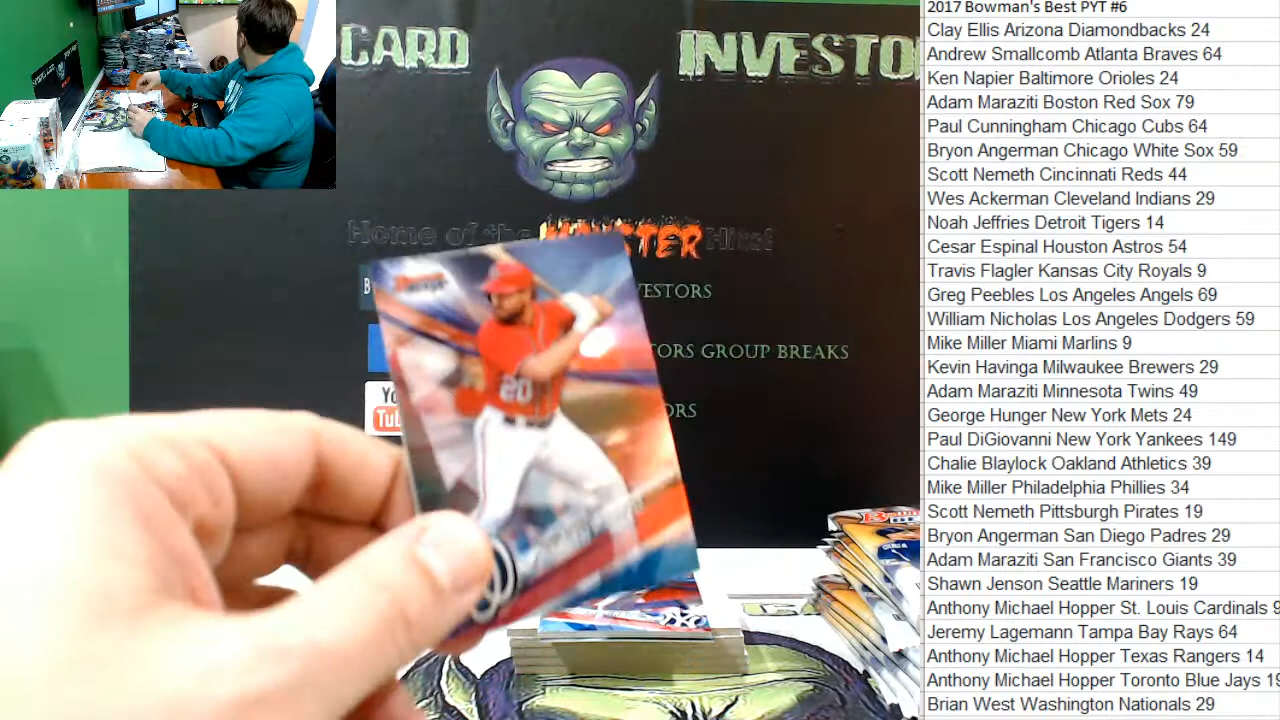 CARD INVESTO
Home of the MONSTER Hits!
VESTORS
TORS GROUP BREAKS
ORS
Yo
Tu
20
2017 Bowman's Best PYT #6
Clay Ellis Arizona Diamondbacks 24
Andrew Smallcomb Atlanta Braves 64
Ken Napier Baltimore Orioles 24
Adam Maraziti Boston Red Sox 79
Paul Cunningham Chicago Cubs 64
Bryon Angerman Chicago White Sox 59
Scott Nemeth Cincinnati Reds 44
Wes Ackerman Cleveland Indians 29
Noah Jeffries Detroit Tigers 14
Cesar Espinal Houston Astros 54
Travis Flagler Kansas City Royals 9
Greg Peebles Los Angeles Angels 69
William Nicholas Los Angeles Dodgers 59
Mike Miller Miami Marlins 9
Kevin Havinga Milwaukee Brewers 29
Adam Maraziti Minnesota Twins 49
George Hunger New York Mets 24
Paul DiGiovanni New York Yankees 149
Chalie Blaylock Oakland Athletics 39
Mike Miller Philadelphia Phillies 34
Scott Nemeth Pittsburgh Pirates 19
Bryon Angerman San Diego Padres 29
Adam Maraziti San Francisco Giants 39
Shawn Jenson Seattle Mariners 19
Anthony Michael Hopper St. Louis Cardinals 9
Jeremy Lagemann Tampa Bay Rays 64
Anthony Michael Hopper Texas Rangers 14
Anthony Michael Hopper Toronto Blue Jays 19
Brian West Washington Nationals 29